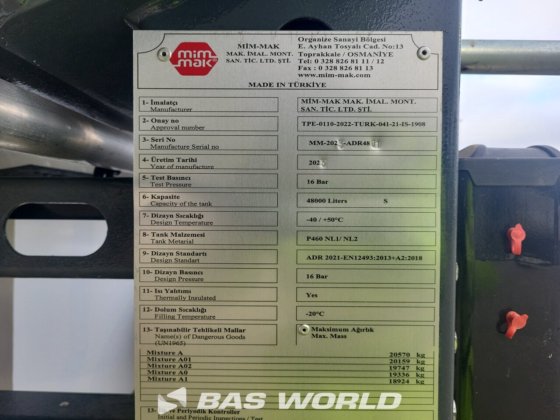 mim
mak
MİM-MAK
MAK. İMAL. MONT.
SAN. TİC. LTD. ŞTİ.
Organize Sanayi Bölgesi
E. Ayhan Tosyalı Cad. No:13
Toprakkale / OSMANİYE
Tel: 0 328 826 81 11 / 12
Fax : 0 328 826 81 13
www.mim-mak.com
MADE IN TÜRKİYE
1- İmalatçı
Manufacturer
MİM-MAK MAK. İMAL. MONT.
SAN. TİC. LTD. ŞTİ.
2- Onay no
Approval number
TPE-0110-2022-TURK-041-21-IS-1908
3- Seri No
Manufacture Serial no
4- Üretim Tarihi
Year of manufacture
5- Test Basıncı
Test Pressure
16 Bar
6- Kapasite
Capacity of the tank
48000 Liters S
7- Dizayn Sıcaklığı
Design Temperature
-40 / +50°C
8- Tank Malzemesi
Tank Metarial
P460 NL1/ NL2
9- Dizayn Standartı
Design Standart
ADR 2021-EN12493:2013+A2:2018
10- Dizayn Basıncı
Design Pressure
16 Bar
11- Isı Yalıtımı
Thermally Insulated
Yes
12- Dolum Sıcaklığı
Filling Temperature
-20°C
13- Taşınabilir Tehlikeli Mallar
Name(s) of Dangerous Goods
(UN1965)
Maksimum Ağırlık
Max. Mass
Mixture A 20570 kg
Mixture A01 20159 kg
Mixture A02 19747 kg
Mixture A0 19336 kg
Mixture A1 18924 kg
BAS WORLD
Periyodik Kontroller
Initial and Periodic Inspections / Test